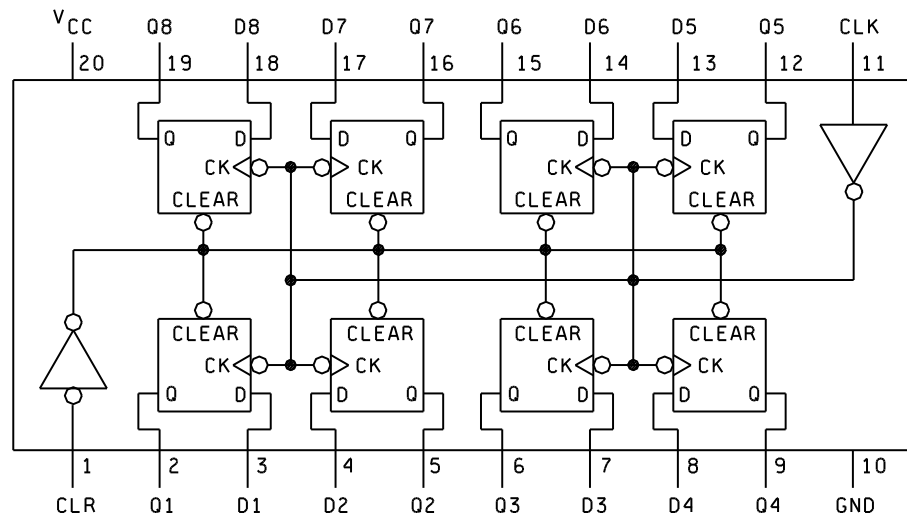 VCC Q8 D8 D7 Q7 Q6 D6 D5 Q5 CLK
20 19 18 17 16 15 14 13 12 11
Q D D Q Q D D Q
CK CK CK CK
CLEAR CLEAR CLEAR CLEAR
CLEAR CLEAR CLEAR CLEAR
CK CK CK CK
Q D D Q Q D D Q
1 2 3 4 5 6 7 8 9 10
CLR Q1 D1 D2 Q2 Q3 D3 D4 Q4 GND